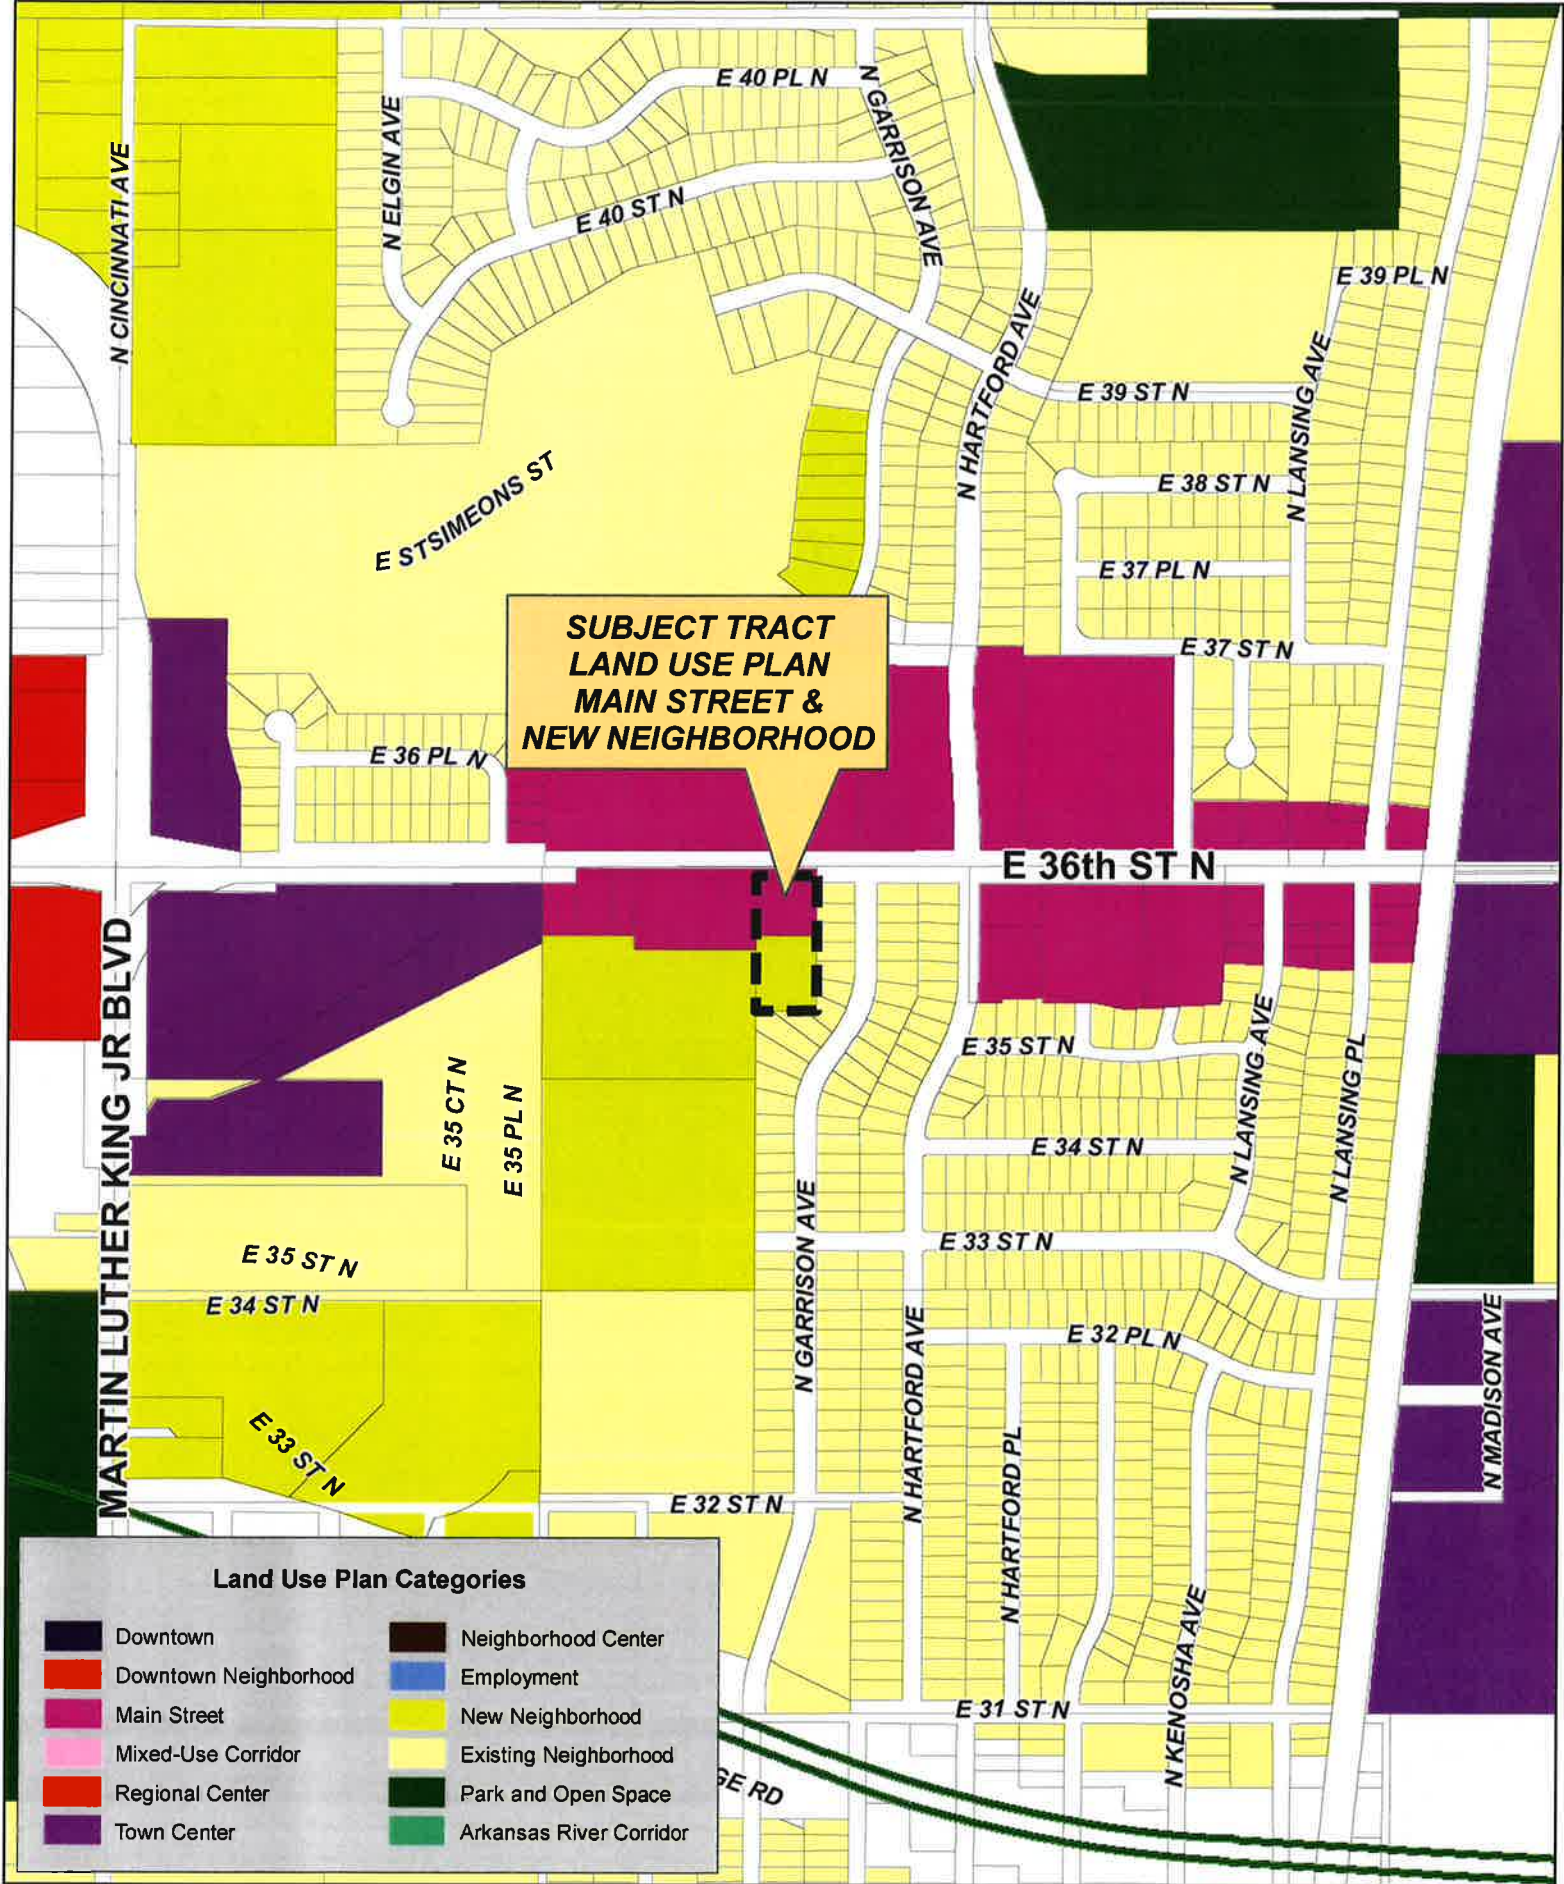 E 40 PL N
N GARRISON AVE
N ELGIN AVE
N CINCINNATI AVE
E 40 ST N
E 39 PL N
N HARTFORD AVE
N LANSING AVE
E 39 ST N
E 38 ST N
E STSIMEONS ST
E 37 PL N
SUBJECT TRACT
LAND USE PLAN
MAIN STREET &
NEW NEIGHBORHOOD
E 37 ST N
E 36 PL N
E 36th ST N
MARTIN LUTHER KING JR BLVD
E 35 CT N
E 35 PL N
E 35 ST N
N LANSING AVE
N LANSING PL
E 34 ST N
N GARRISON AVE
E 33 ST N
E 35 ST N
E 34 ST N
N HARTFORD AVE
E 32 PL N
N MADISON AVE
E 33 ST N
N HARTFORD PL
E 32 ST N
N KENOSHA AVE
E 31 ST N
GE RD
Land Use Plan Categories
Downtown
Downtown Neighborhood
Main Street
Mixed-Use Corridor
Regional Center
Town Center
Neighborhood Center
Employment
New Neighborhood
Existing Neighborhood
Park and Open Space
Arkansas River Corridor